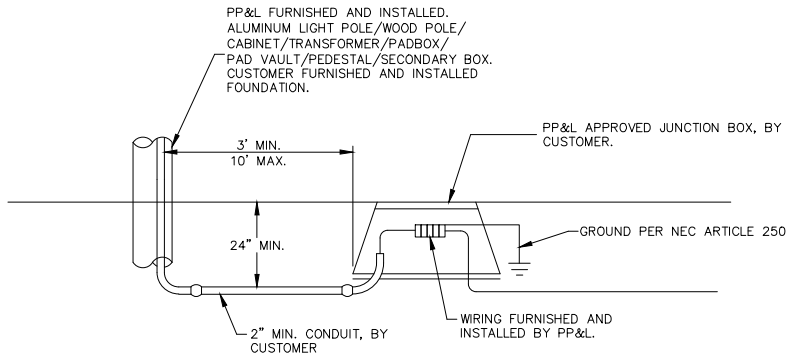 PP&L FURNISHED AND INSTALLED.
ALUMINUM LIGHT POLE/WOOD POLE/
CABINET/TRANSFORMER/PADBOX/
PAD VAULT/PEDESTAL/SECONDARY BOX.
CUSTOMER FURNISHED AND INSTALLED
FOUNDATION.
PP&L APPROVED JUNCTION BOX, BY
CUSTOMER.
3' MIN.
10' MAX.
24" MIN.
GROUND PER NEC ARTICLE 250
WIRING FURNISHED AND
INSTALLED BY PP&L.
2" MIN. CONDUIT, BY
CUSTOMER